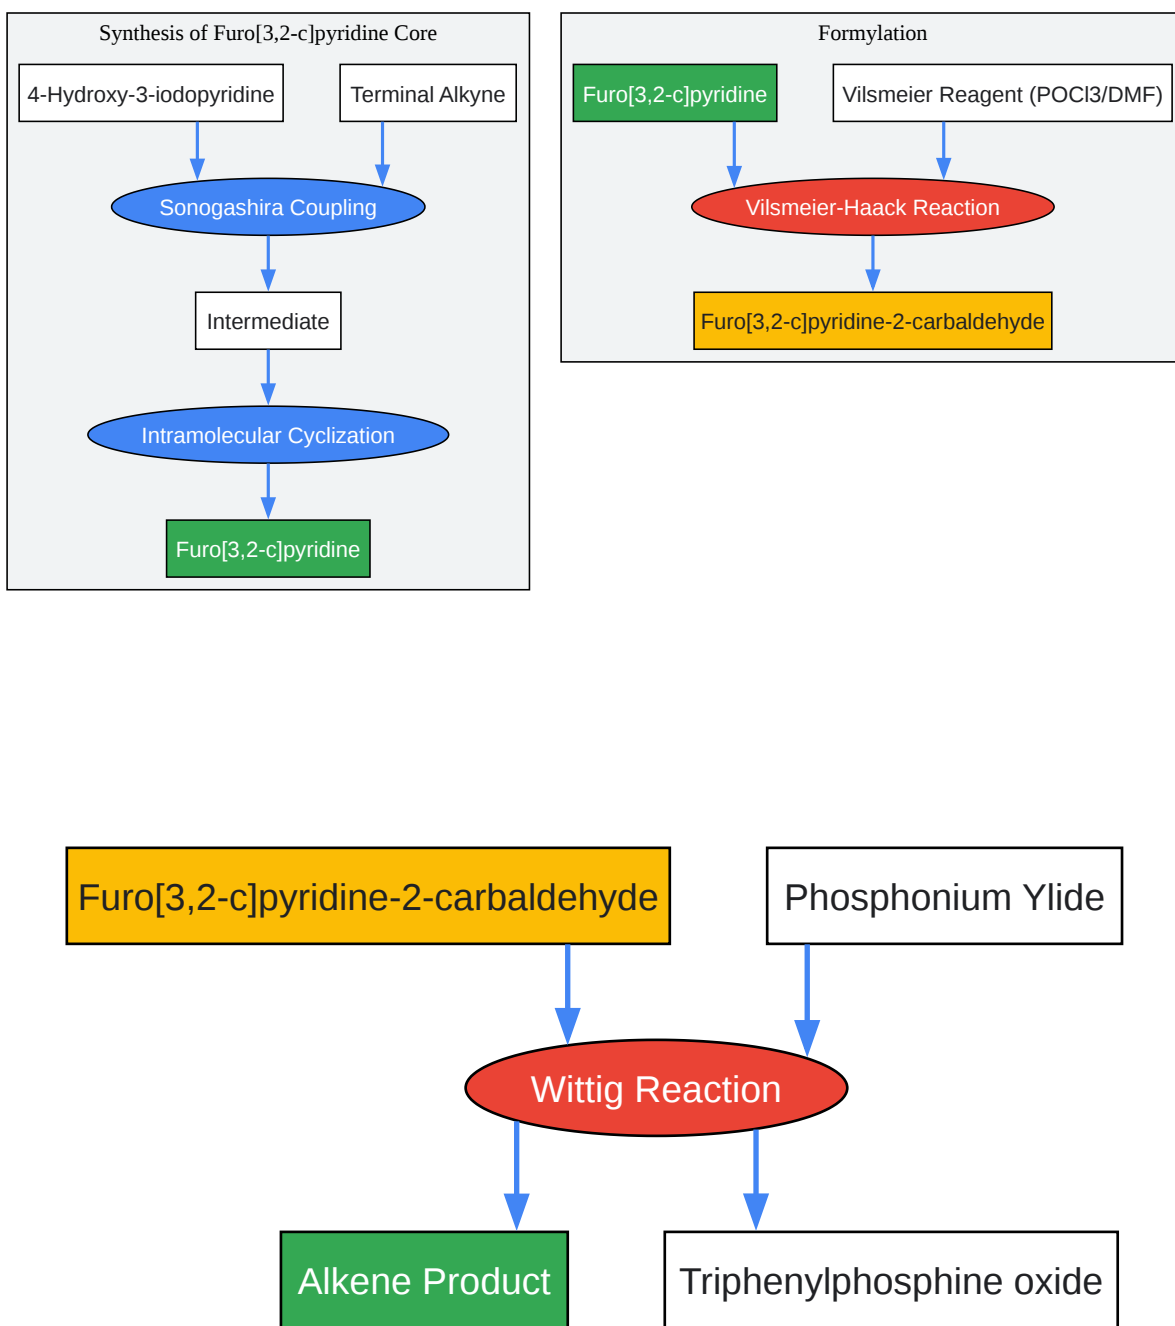 Synthesis of Furo[3,2-c]pyridine Core
4-Hydroxy-3-iodopyridine
Terminal Alkyne
Sonogashira Coupling
Intermediate
Intramolecular Cyclization
Furo[3,2-c]pyridine
Formylation
Furo[3,2-c]pyridine
Vilsmeier Reagent (POCl3/DMF)
Vilsmeier-Haack Reaction
Furo[3,2-c]pyridine-2-carbaldehyde
Furo[3,2-c]pyridine-2-carbaldehyde
Phosphonium Ylide
Wittig Reaction
Alkene Product
Triphenylphosphine oxide